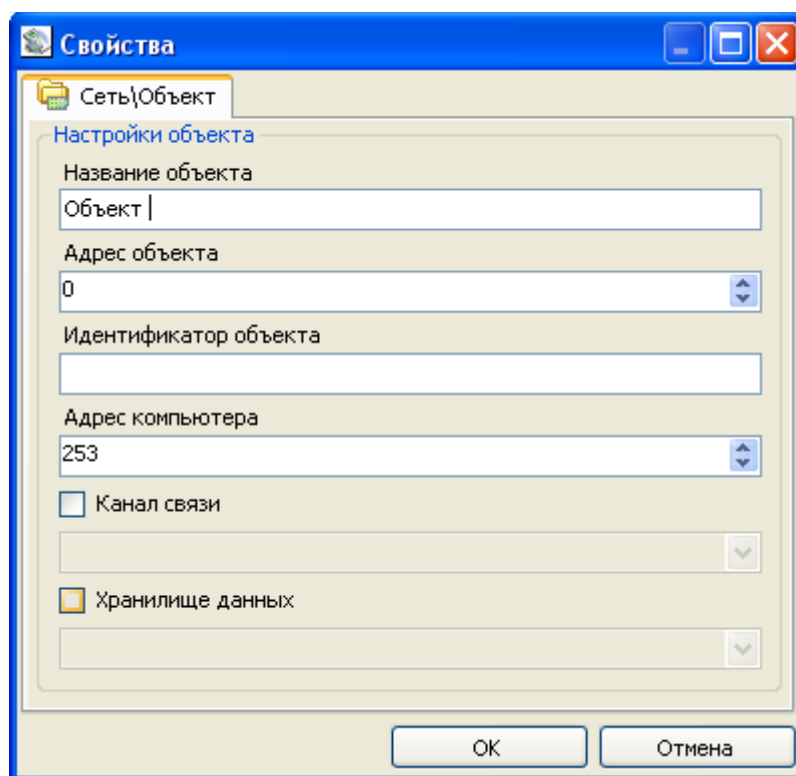 Свойства
Сеть\Объект
Настройки объекта
Название объекта
Объект
Адрес объекта
0
Идентификатор объекта
Адрес компьютера
253
Канал связи
Хранилище данных
ОК
Отмена